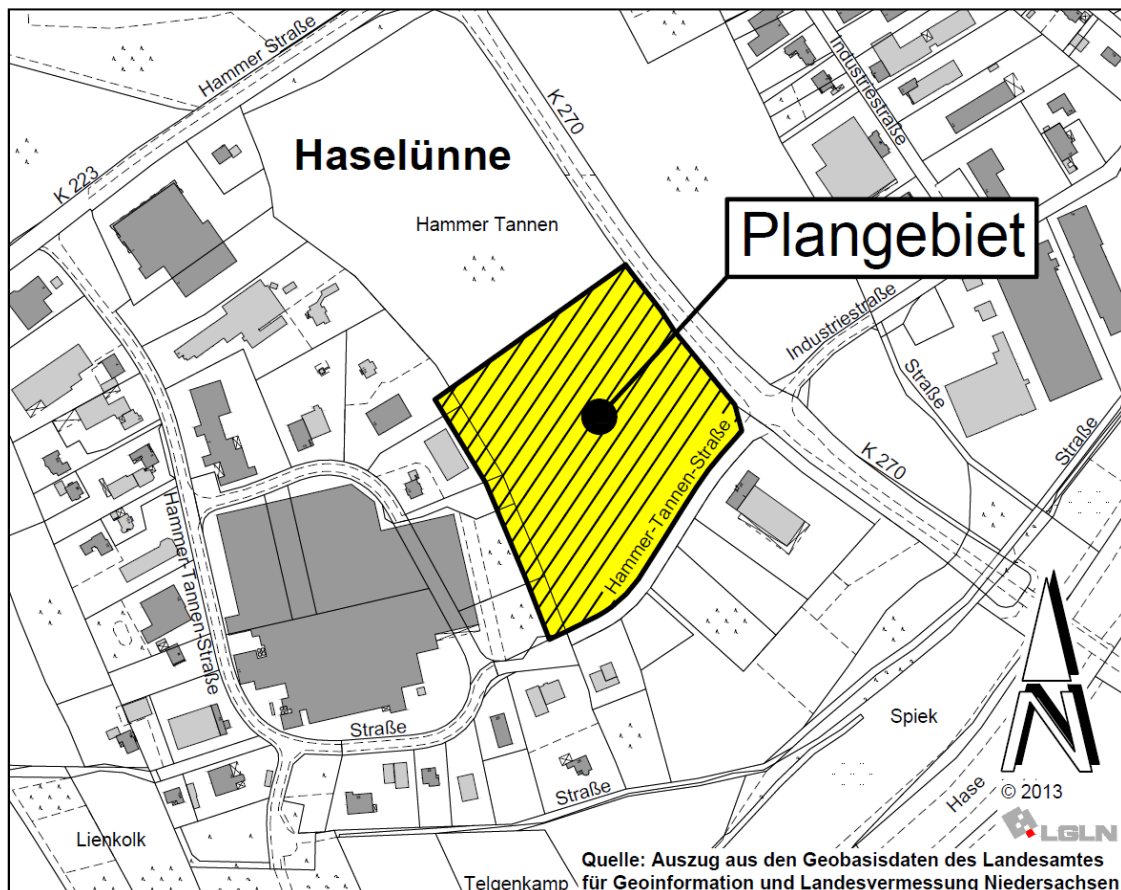 Hammer Straße
K 270
Industriestraße
K 223
Haselünne
Hammer Tannen
Plangebiet
Industriestraße
Straße
Straße
K 270
Hammer-Tannen-Straße
Hammer-Tannen-Straße
Straße
Straße
Spiek
Hase
N
© 2013
LGLN
Lienkolk
Telgenkamp
Quelle: Auszug aus den Geobasisdaten des Landesamtes
für Geoinformation und Landesvermessung Niedersachsen